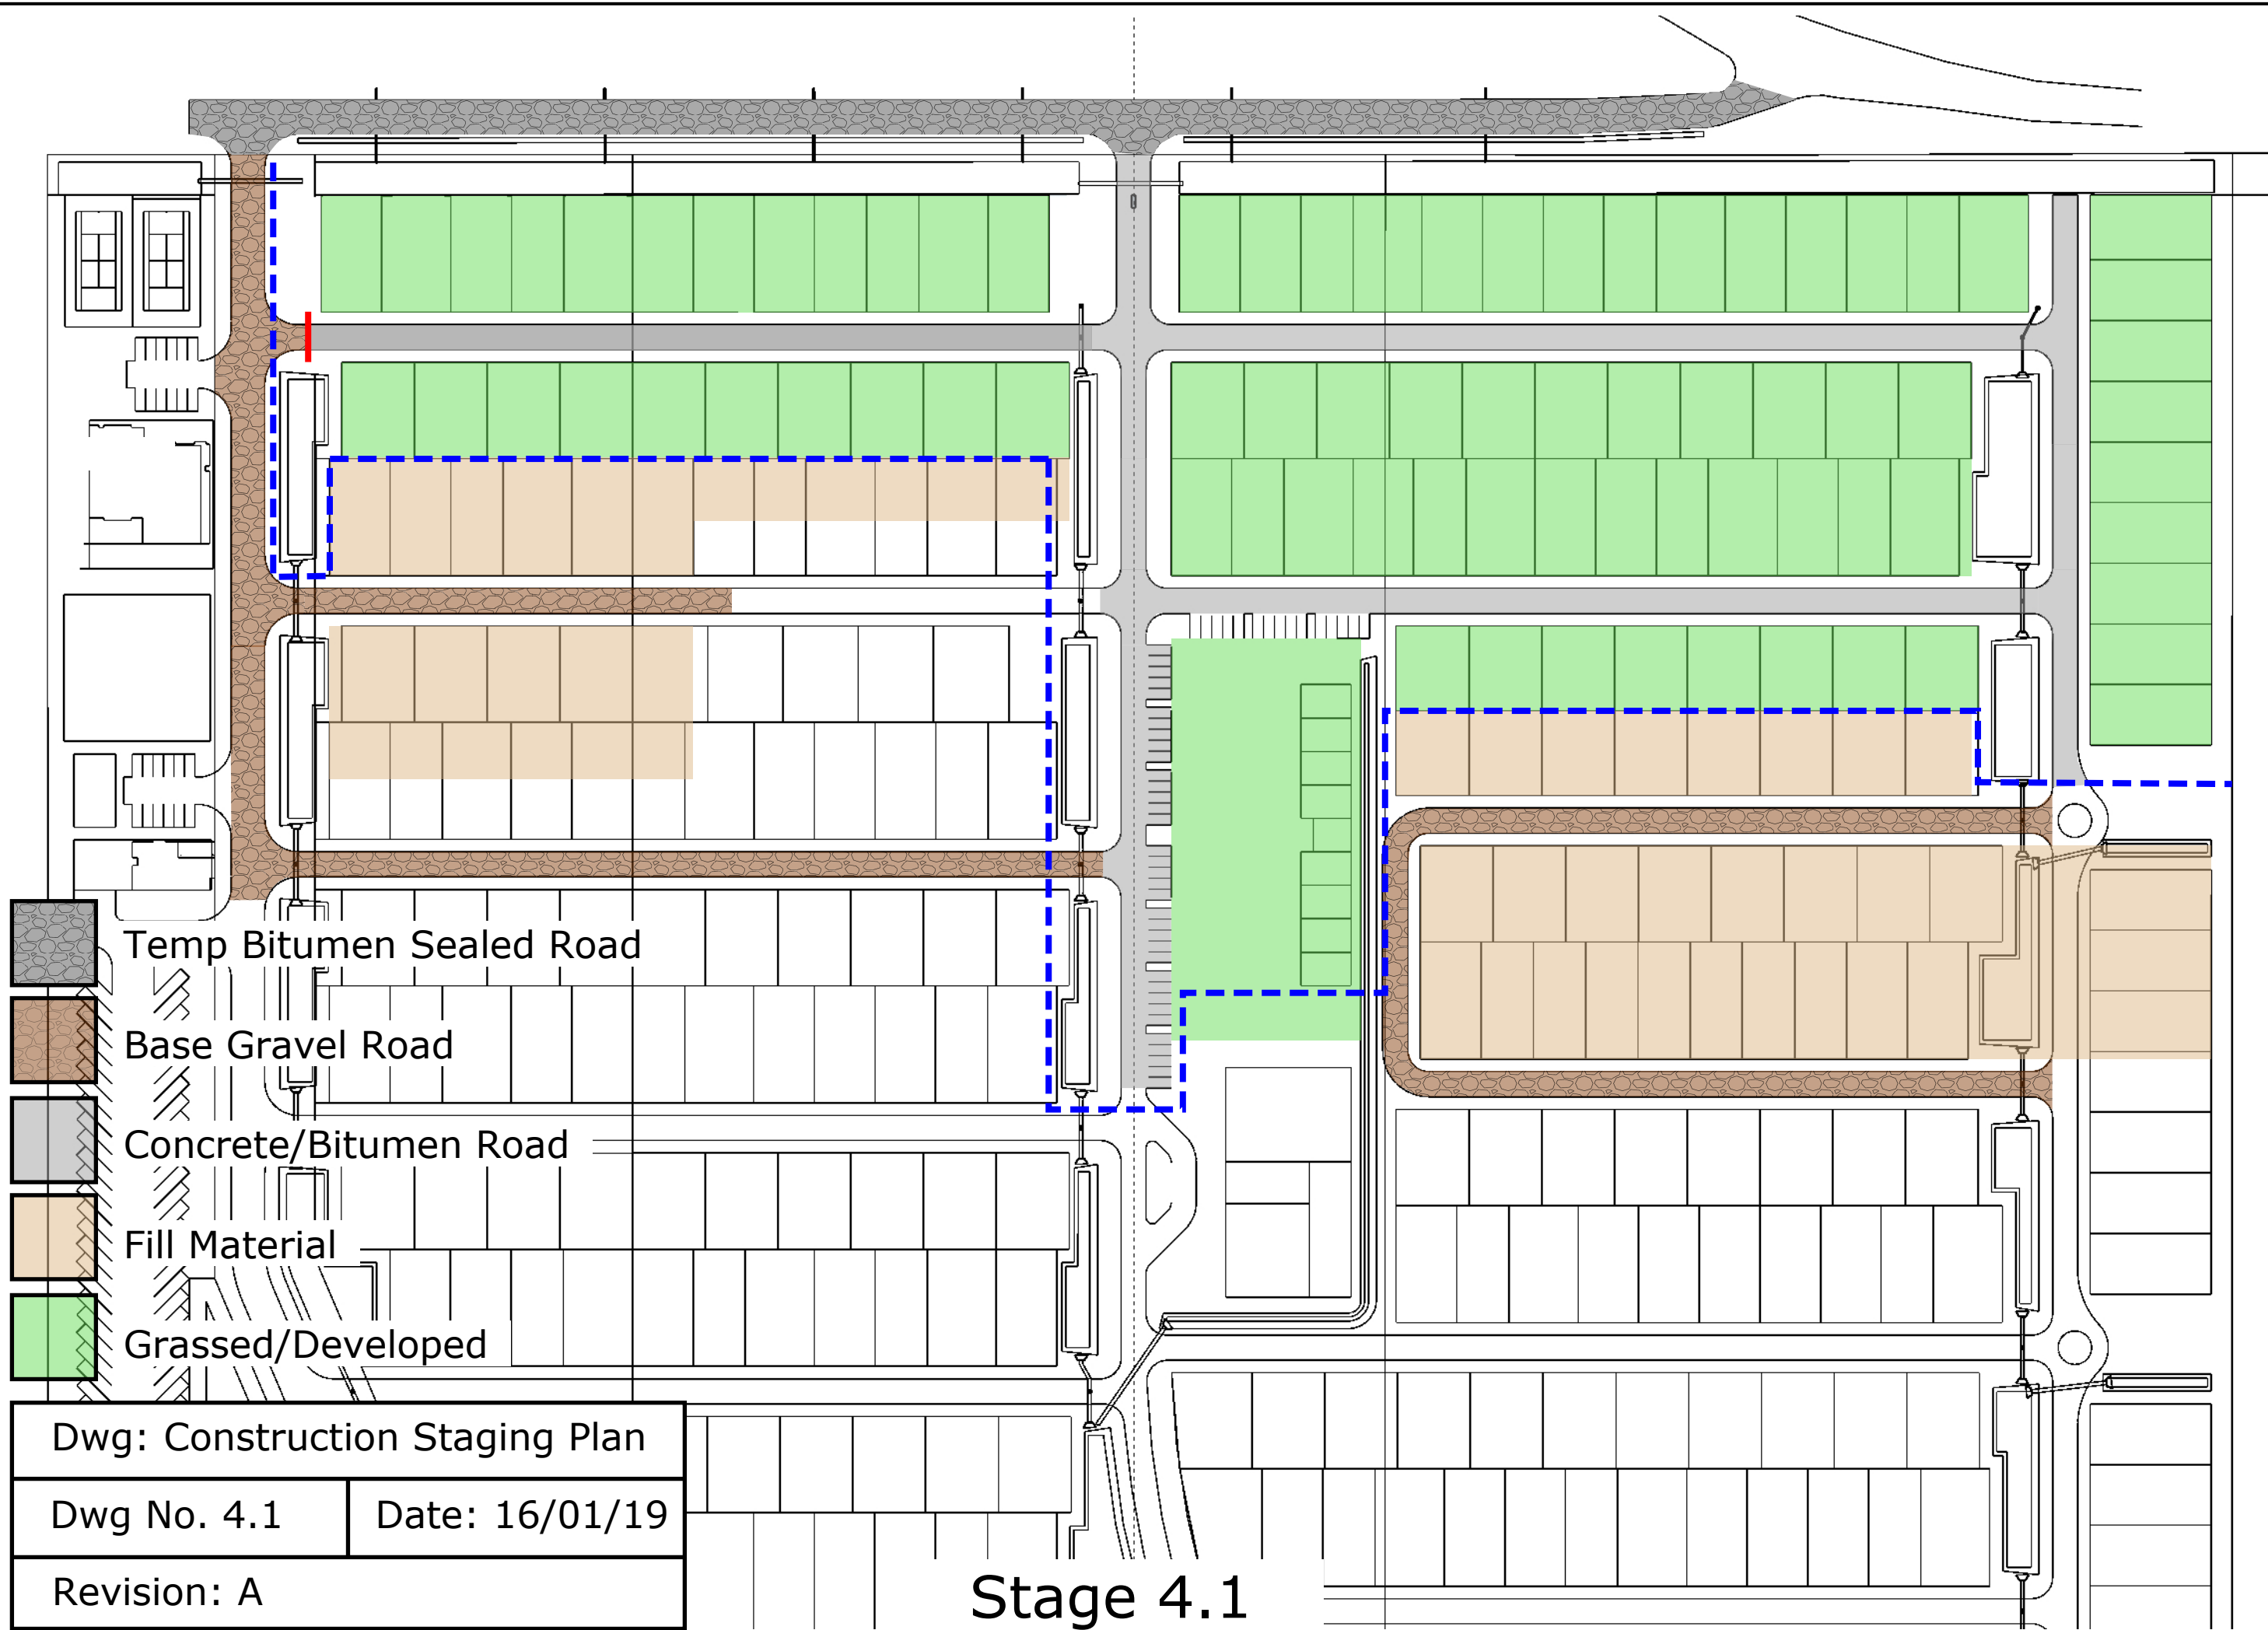 Temp Bitumen Sealed Road
Base Gravel Road
Concrete/Bitumen Road
Fill Material
Grassed/Developed
Dwg: Construction Staging Plan
Dwg No. 4.1
Date: 16/01/19
Revision: A
Stage 4.1